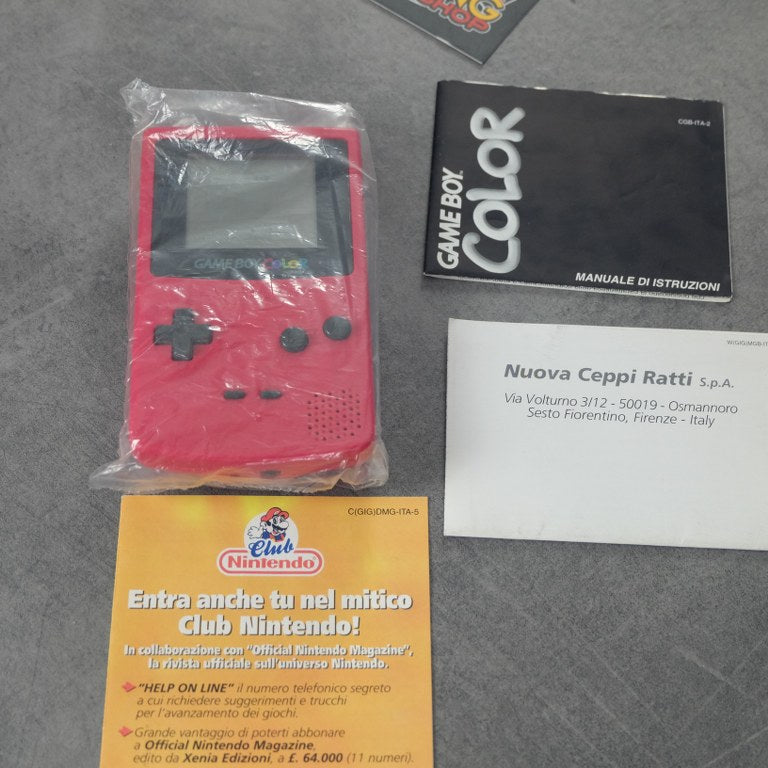 NG
SHOP
GAME BOY COLOR
CGB-ITA-2
GAME BOY
COLOR
MANUALE DI ISTRUZIONI
Nuova Ceppi Ratti S.p.A.
Via Volturno 3/12 - 50019 - Osmannoro
Sesto Fiorentino, Firenze - Italy
C(GIG)DMG-ITA-5
Club
Nintendo
Entra anche tu nel mitico
Club Nintendo!
In collaborazione con "Official Nintendo Magazine",
la rivista ufficiale sull'universo Nintendo.
"HELP ON LINE" il numero telefonico segreto
a cui richiedere suggerimenti e trucchi
per l'avanzamento dei giochi.
Grande vantaggio di poterti abbonare
a Official Nintendo Magazine,
edito da Xenia Edizioni, a £. 64.000 (11 numeri).